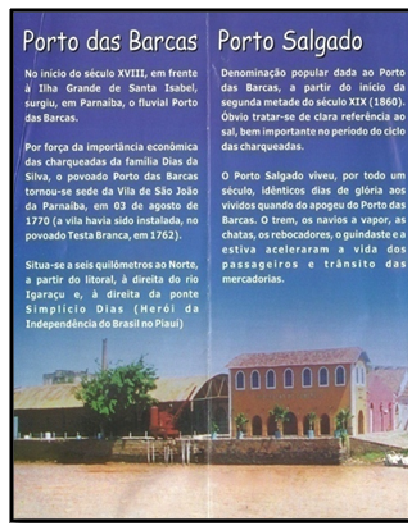 Porto das Barcas
No início do século XVIII, em frente
à Ilha Grande de Santa Isabel,
surgiu, em Parnaíba, o fluvial Porto
das Barcas.
Por força da importância econômica
das charqueadas da família Dias da
Silva, o povoado Porto das Barcas
tornou-se sede da Vila de São João
da Parnaíba, em 03 de agosto de
1770 (a vila havia sido instalada, no
povoado Testa Branca, em 1762).
Situa-se a seis quilômetros ao Norte,
a partir do litoral, à direita do rio
Igaraçu e, à direita da ponte
Simplício Dias (Herói da
Independência do Brasil no Piauí)
Porto Salgado
Denominação popular dada ao Porto
das Barcas, a partir do início da
segunda metade do século XIX (1860).
Óbvio tratar-se de clara referência ao
sal, bem importante no período do ciclo
das charqueadas.
O Porto Salgado viveu, por todo um
século, idênticos dias de glória aos
vividos quando do apogeu do Porto das
Barcas. O trem, os navios a vapor, as
chatas, os rebocadores, o guindaste e a
estiva aceleraram a vida dos
passageiros e trânsito das
mercadorias.